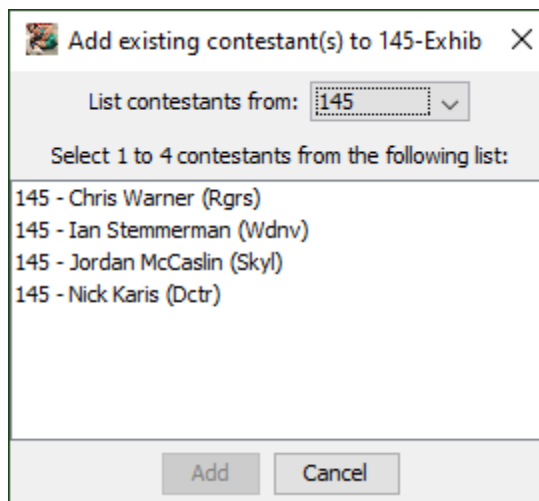 Add existing contestant(s) to 145-Exhib
List contestants from: 145
Select 1 to 4 contestants from the following list:
145 - Chris Warner (Rgrs)
145 - Ian Stemmerman (Wdnv)
145 - Jordan McCaslin (Skyl)
145 - Nick Karis (Dctr)
Add Cancel